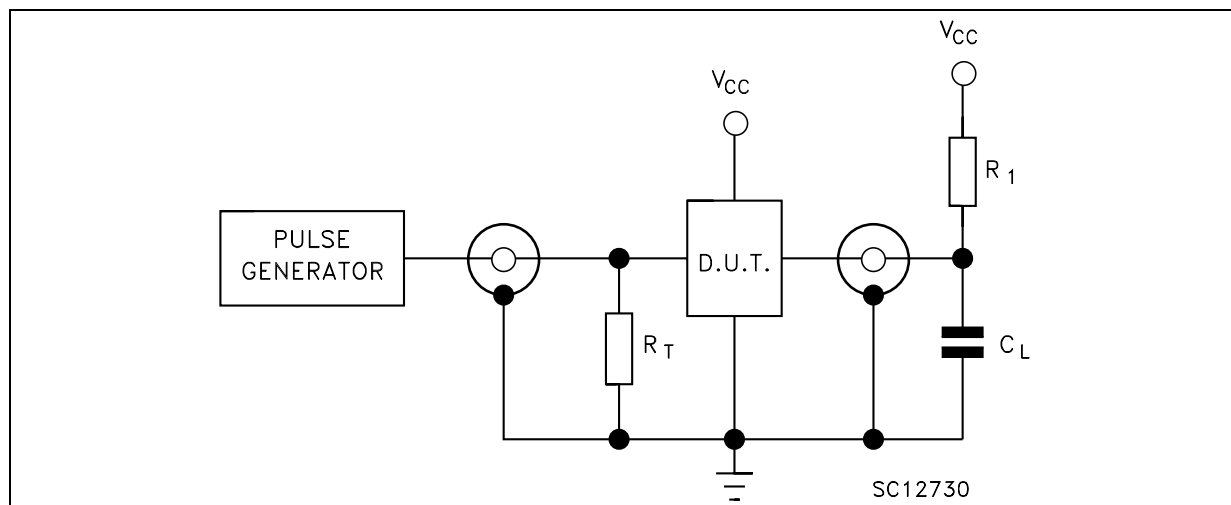 VCC
VCC
R1
PULSE
GENERATOR
D.U.T.
RT
CL
SC12730